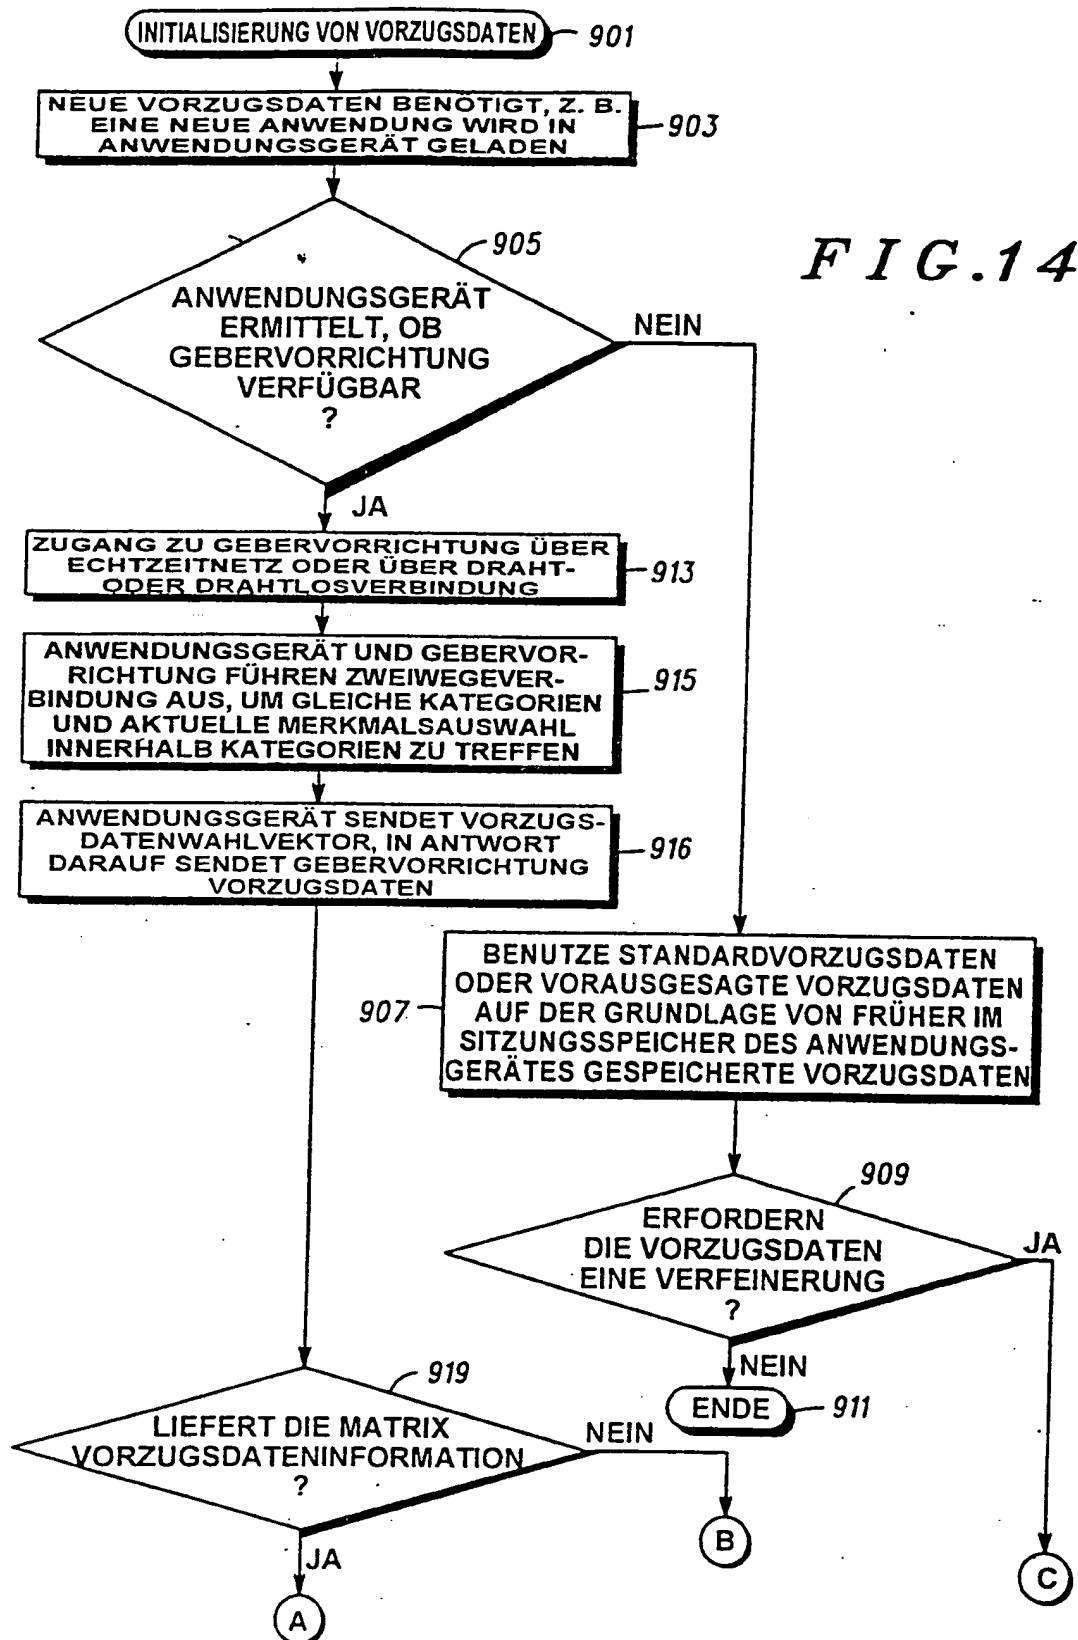 INITIALISIERUNG VON VORZUGSDATEN
901
NEUE VORZUGSDATEN BENÖTIGT, Z. B.
EINE NEUE ANWENDUNG WIRD IN
ANWENDUNGSGERÄT GELADEN
903
905
FIG.14
ANWENDUNGSGERÄT
ERMITTELT, OB
GEBERVORRICHTUNG
VERFÜGBAR
?
NEIN
JA
ZUGANG ZU GEBERVORRICHTUNG ÜBER
ECHTZEITNETZ ODER ÜBER DRAHT-
ODER DRAHTLOSVERBINDUNG
913
ANWENDUNGSGERÄT UND GEBERVOR-
RICHTUNG FÜHREN ZWEIWEGEVER-
BINDUNG AUS, UM GLEICHE KATEGORIEN
UND AKTUELLE MERKMALSAUSWAHL
INNERHALB KATEGORIEN ZU TREFFEN
915
ANWENDUNGSGERÄT SENDET VORZUGS-
DATENWAHLVEKTOR, IN ANTWORT
DARAUF SENDET GEBERVORRICHTUNG
VORZUGSDATEN
916
BENUTZE STANDARDVORZUGSDATEN
ODER VORAUSGESAGTE VORZUGSDATEN
AUF DER GRUNDLAGE VON FRÜHER IM
SITZUNGSSPEICHER DES ANWENDUNGS-
GERÄTES GESPEICHERTE VORZUGSDATEN
907
909
ERFORDERN
DIE VORZUGSDATEN
EINE VERFEINERUNG
?
JA
NEIN
ENDE
911
919
LIEFERT DIE MATRIX
VORZUGSDATENINFORMATION
?
NEIN
JA
B
C
A